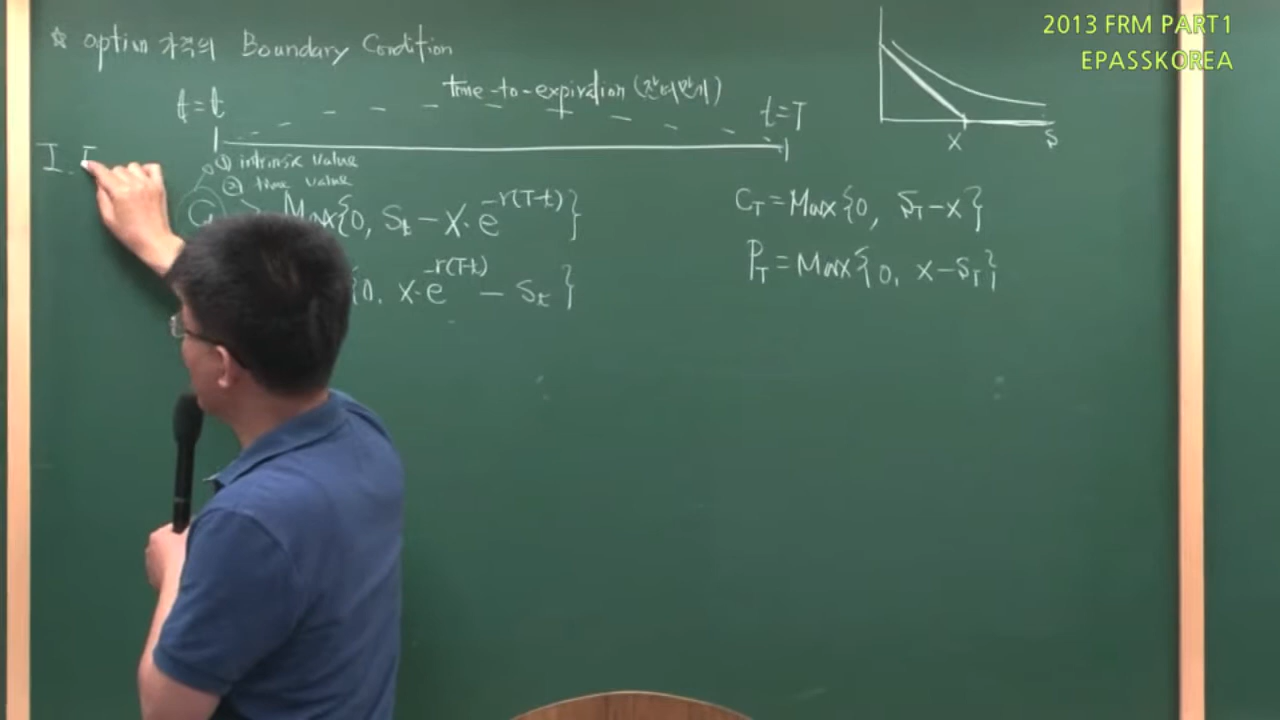 2013 FRM PART1
EPASSKOREA
☆ option 가격의 Boundary Condition
time-to-expiration (잔여만기)
t=t
t=T
I. I
① intrinsic value
② time value
X
S
C_t ≥ Max{0, S_t - X·e^{-r(T-t)}}
{0, X·e^{-r(T-t)} - S_t}
C_T = Max{0, S_T - X}
P_T = Max{0, X - S_T}